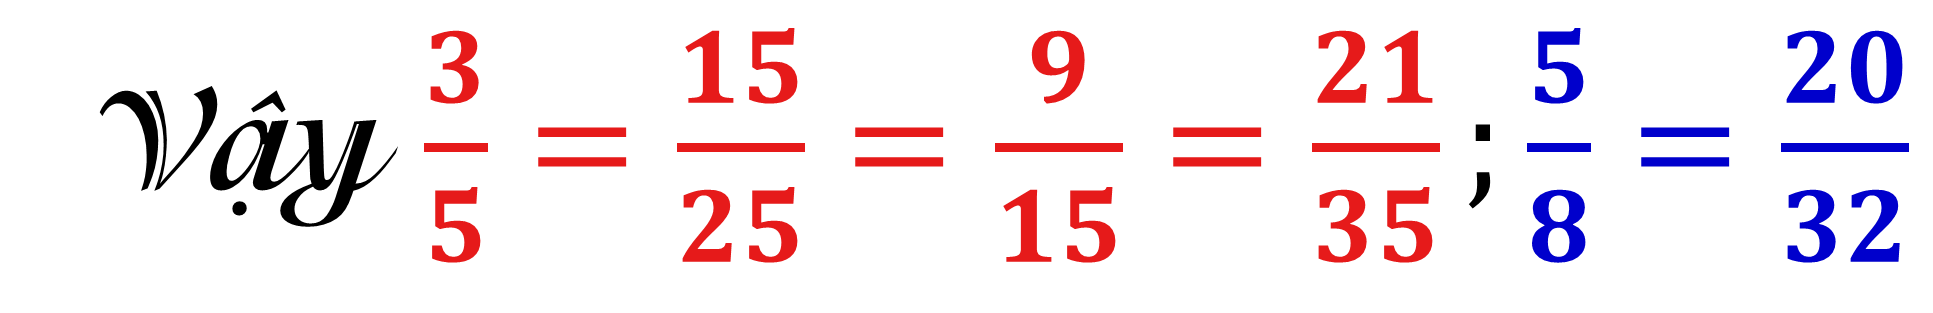 Vậy 3/5 = 15/25 = 9/15 = 21/35 ; 5/8 = 20/32